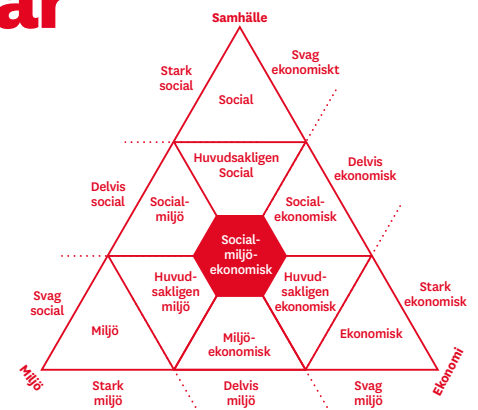 ar
Samhälle
Svag
ekonomiskt
Stark
social
Social
Huvudsakligen
Social
Delvis
ekonomisk
Delvis
social
Social-
miljö
Social-
ekonomisk
Social-
miljö-
ekonomisk
Huvud-
sakligen
miljö
Huvud-
sakligen
ekonomisk
Stark
ekonomisk
Svag
social
Miljö
Miljö-
ekonomisk
Ekonomisk
Miljö
Ekonomi
Stark
miljö
Delvis
miljö
Svag
miljö